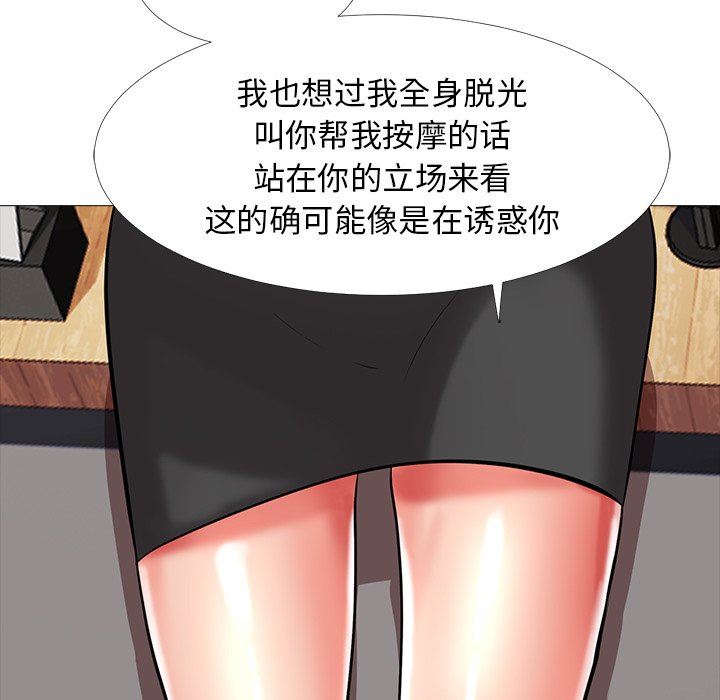 我也想过我全身脱光
叫你帮我按摩的话
站在你的立场来看
这的确可能像是在诱惑你